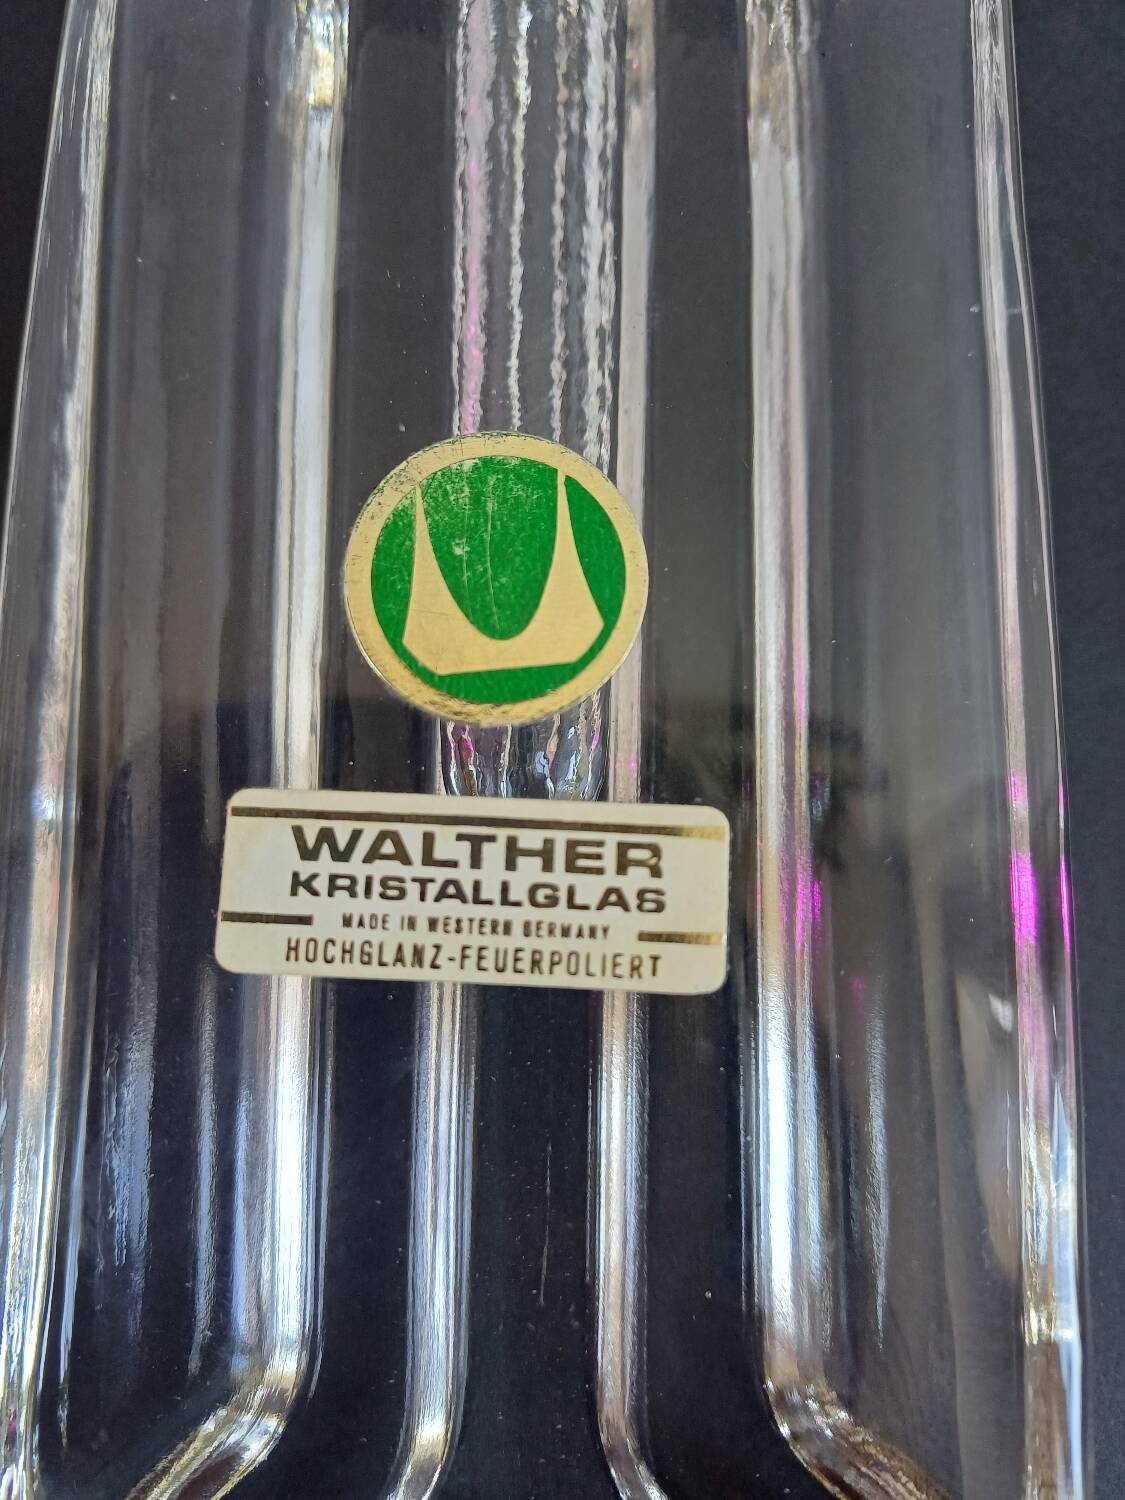 WALTHER
KRISTALLGLAS
MADE IN WESTERN GERMANY
HOCHGLANZ-FEUERPOLIERT